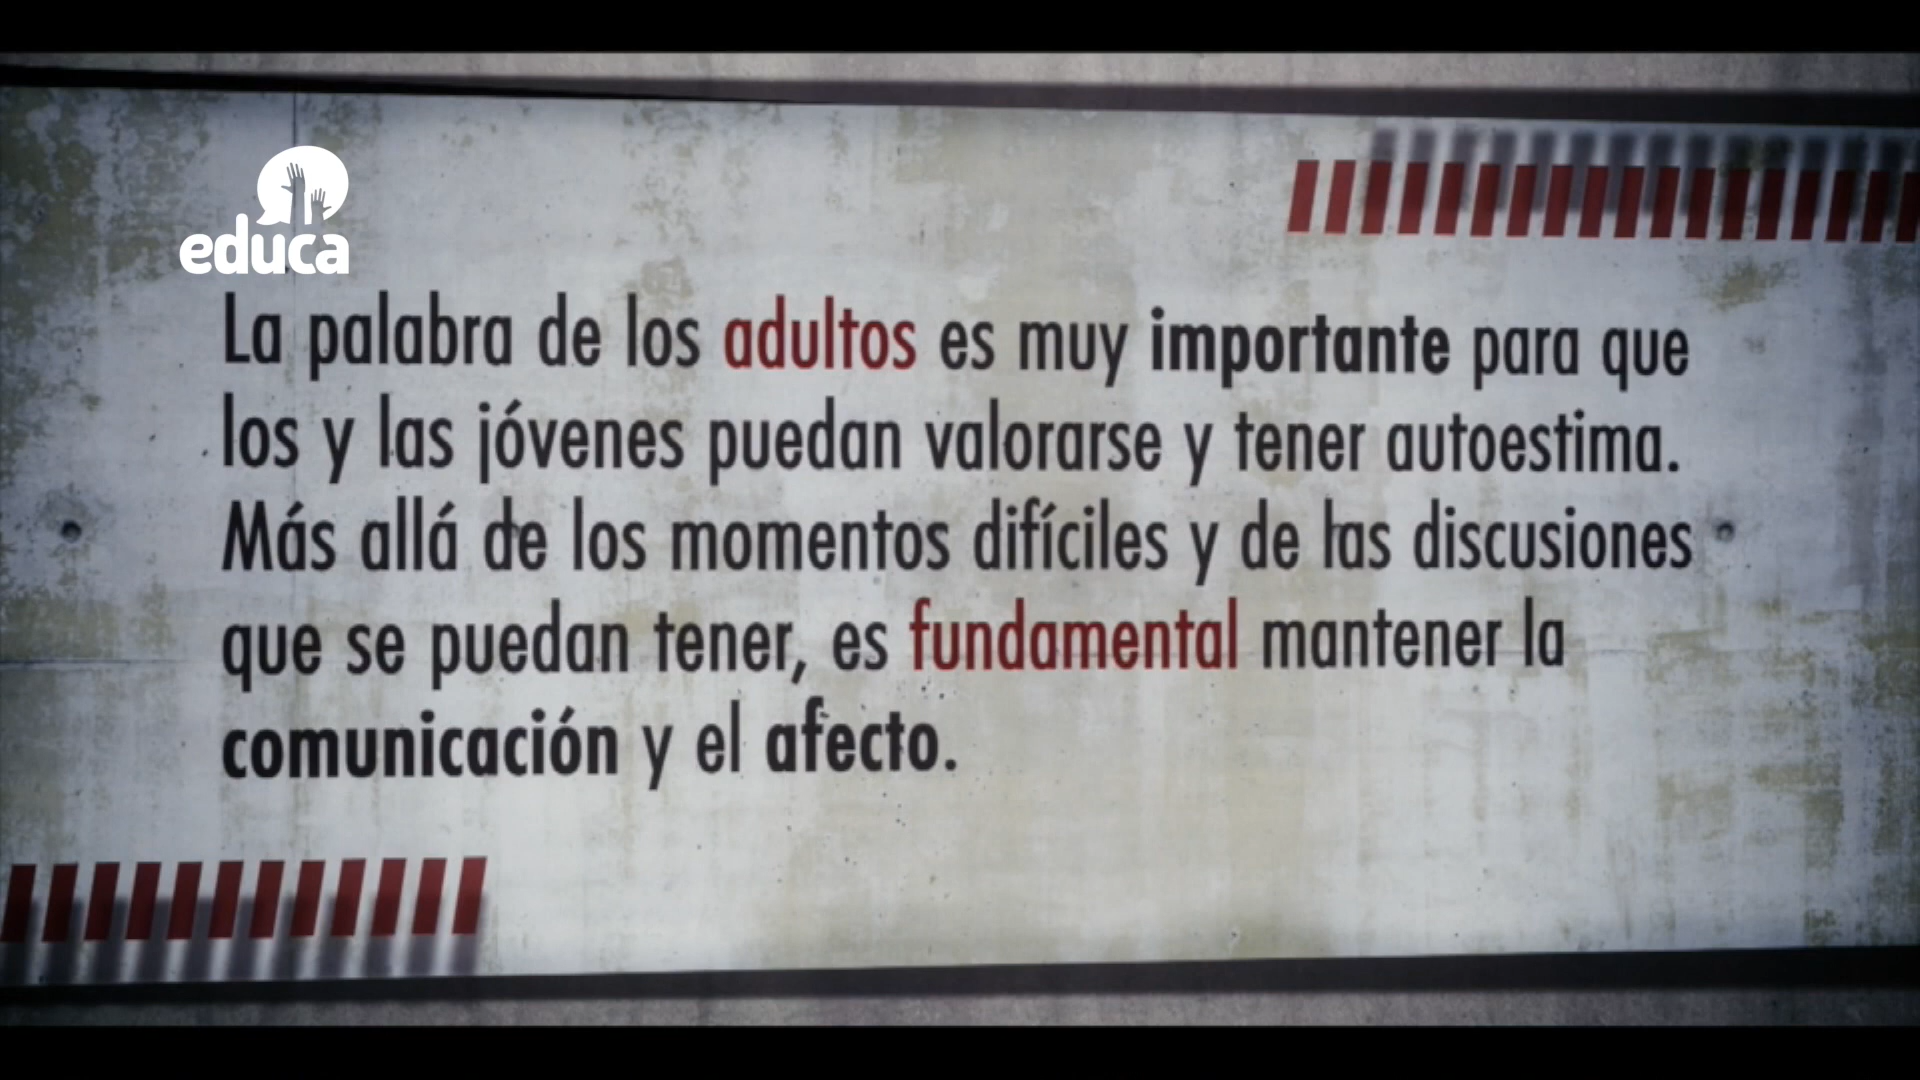 educa
La palabra de los adultos es muy importante para que
los y las jóvenes puedan valorarse y tener autoestima.
Más allá de los momentos difíciles y de las discusiones
que se puedan tener, es fundamental mantener la
comunicación y el afecto.